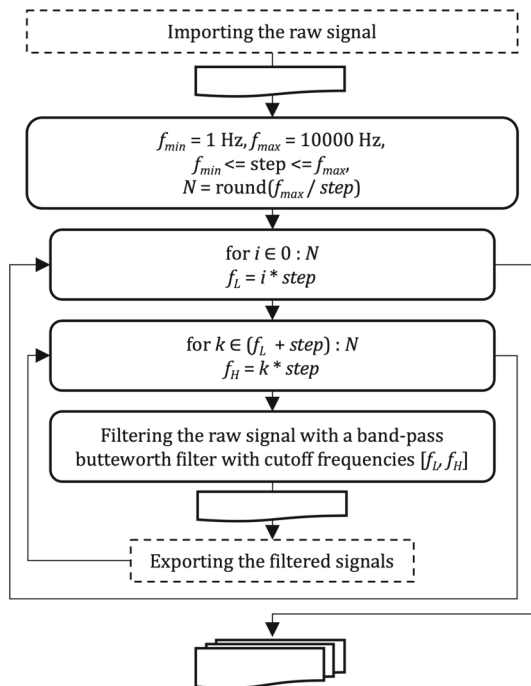 Importing the raw signal
f_min = 1 Hz, f_max = 10000 Hz,
f_min <= step <= f_max,
N = round(f_max / step)
for i ∈ 0 : N
f_L = i * step
for k ∈ (f_L + step) : N
f_H = k * step
Filtering the raw signal with a band-pass
butteworth filter with cutoff frequencies [f_L, f_H]
Exporting the filtered signals